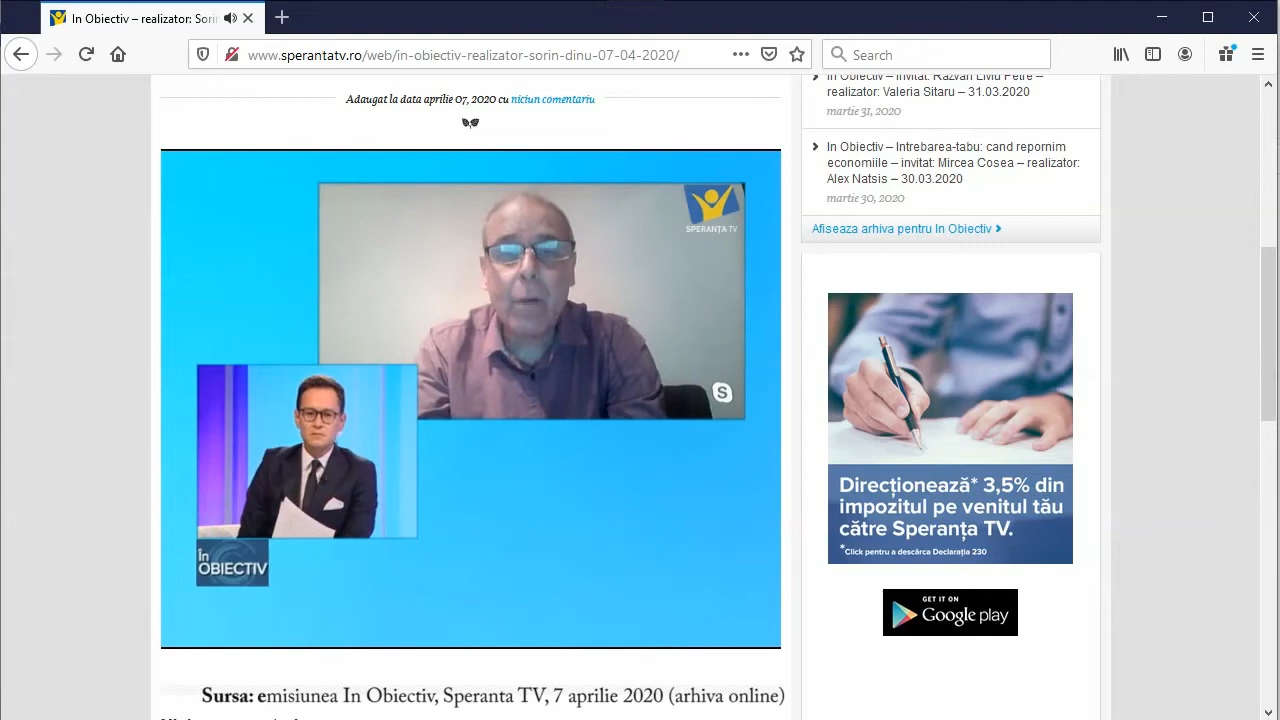 In Obiectiv – realizator: Sorin
www.sperantatv.ro/web/in-obiectiv-realizator-sorin-dinu-07-04-2020/
Search
Adaugat la data aprilie 07, 2020 cu niciun comentariu
SPERANȚA TV
S
în
OBIECTIV
Sursa: emisiunea In Obiectiv, Speranta TV, 7 aprilie 2020 (arhiva online)
In Obiectiv – invitat: Razvan Liviu Petre –
realizator: Valeria Sitaru – 31.03.2020
martie 31, 2020
In Obiectiv – Intrebarea-tabu: cand repornim
economiile – invitat: Mircea Cosea – realizator:
Alex Natsis – 30.03.2020
martie 30, 2020
Afiseaza arhiva pentru In Obiectiv
Direcționează* 3,5% din
impozitul pe venitul tău
către Speranța TV.
*Click pentru a descărca Declarația 230
GET IT ON
Google play